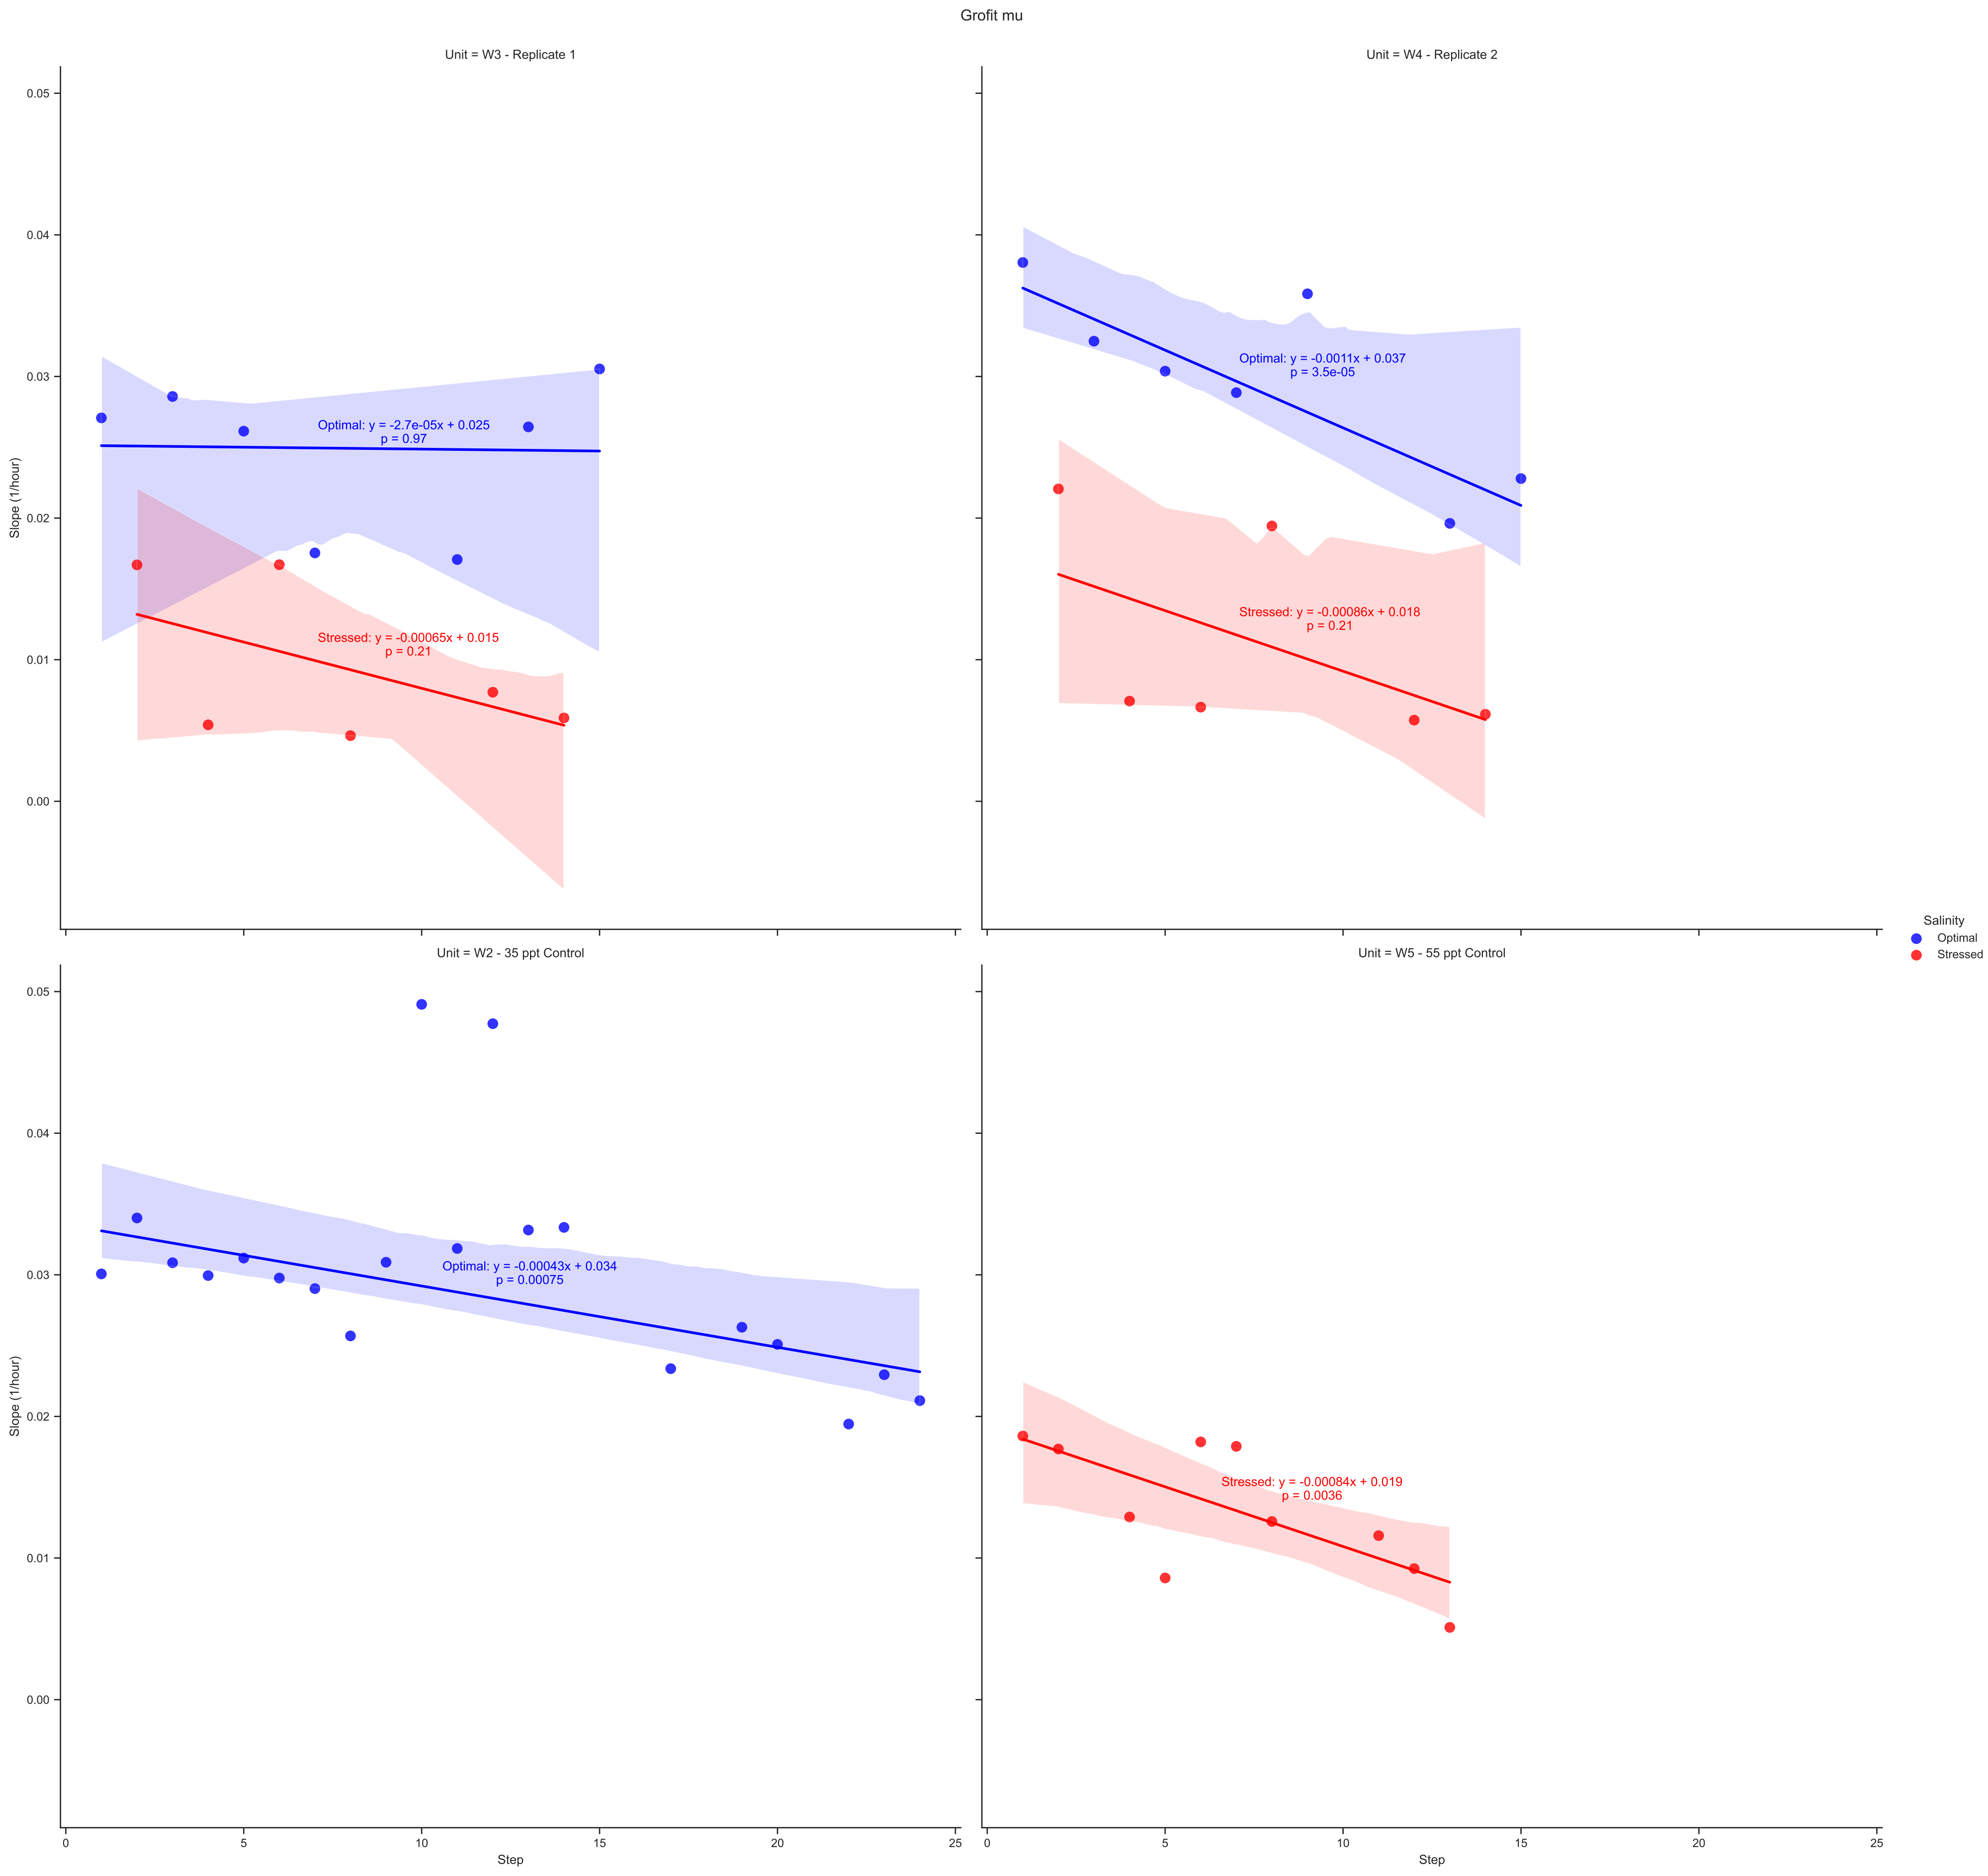 Grofit mu
Unit = W3 - Replicate 1
Unit = W4 - Replicate 2
0.05
0.04
0.03
0.02
0.01
0.00
Slope (1/hour)
Optimal: y = -2.7e-05x + 0.025
p = 0.97
Stressed: y = -0.00065x + 0.015
p = 0.21
Optimal: y = -0.0011x + 0.037
p = 3.5e-05
Stressed: y = -0.00086x + 0.018
p = 0.21
Salinity
Optimal
Stressed
Unit = W2 - 35 ppt Control
Unit = W5 - 55 ppt Control
0.05
0.04
0.03
0.02
0.01
0.00
Slope (1/hour)
Optimal: y = -0.00043x + 0.034
p = 0.00075
Stressed: y = -0.00084x + 0.019
p = 0.0036
0 5 10 15 20 25
Step
0 5 10 15 20 25
Step